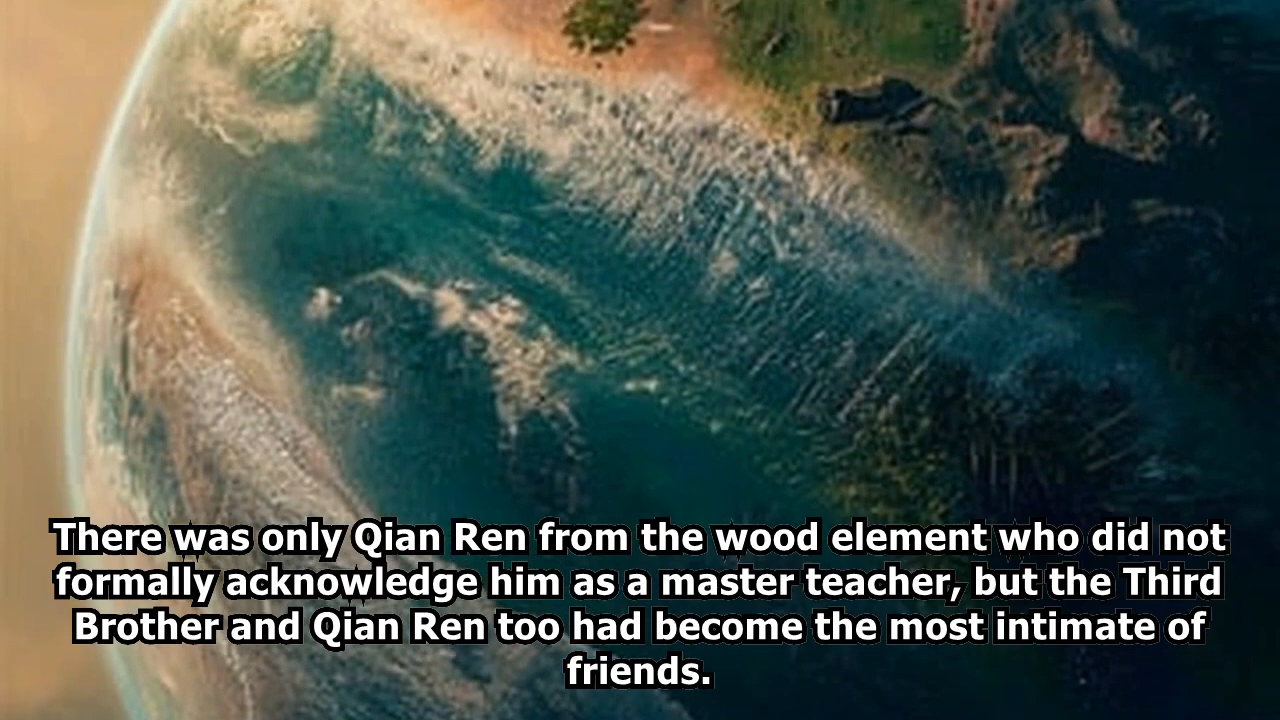 There was only Qian Ren from the wood element who did not
formally acknowledge him as a master teacher, but the Third
Brother and Qian Ren too had become the most intimate of
friends.